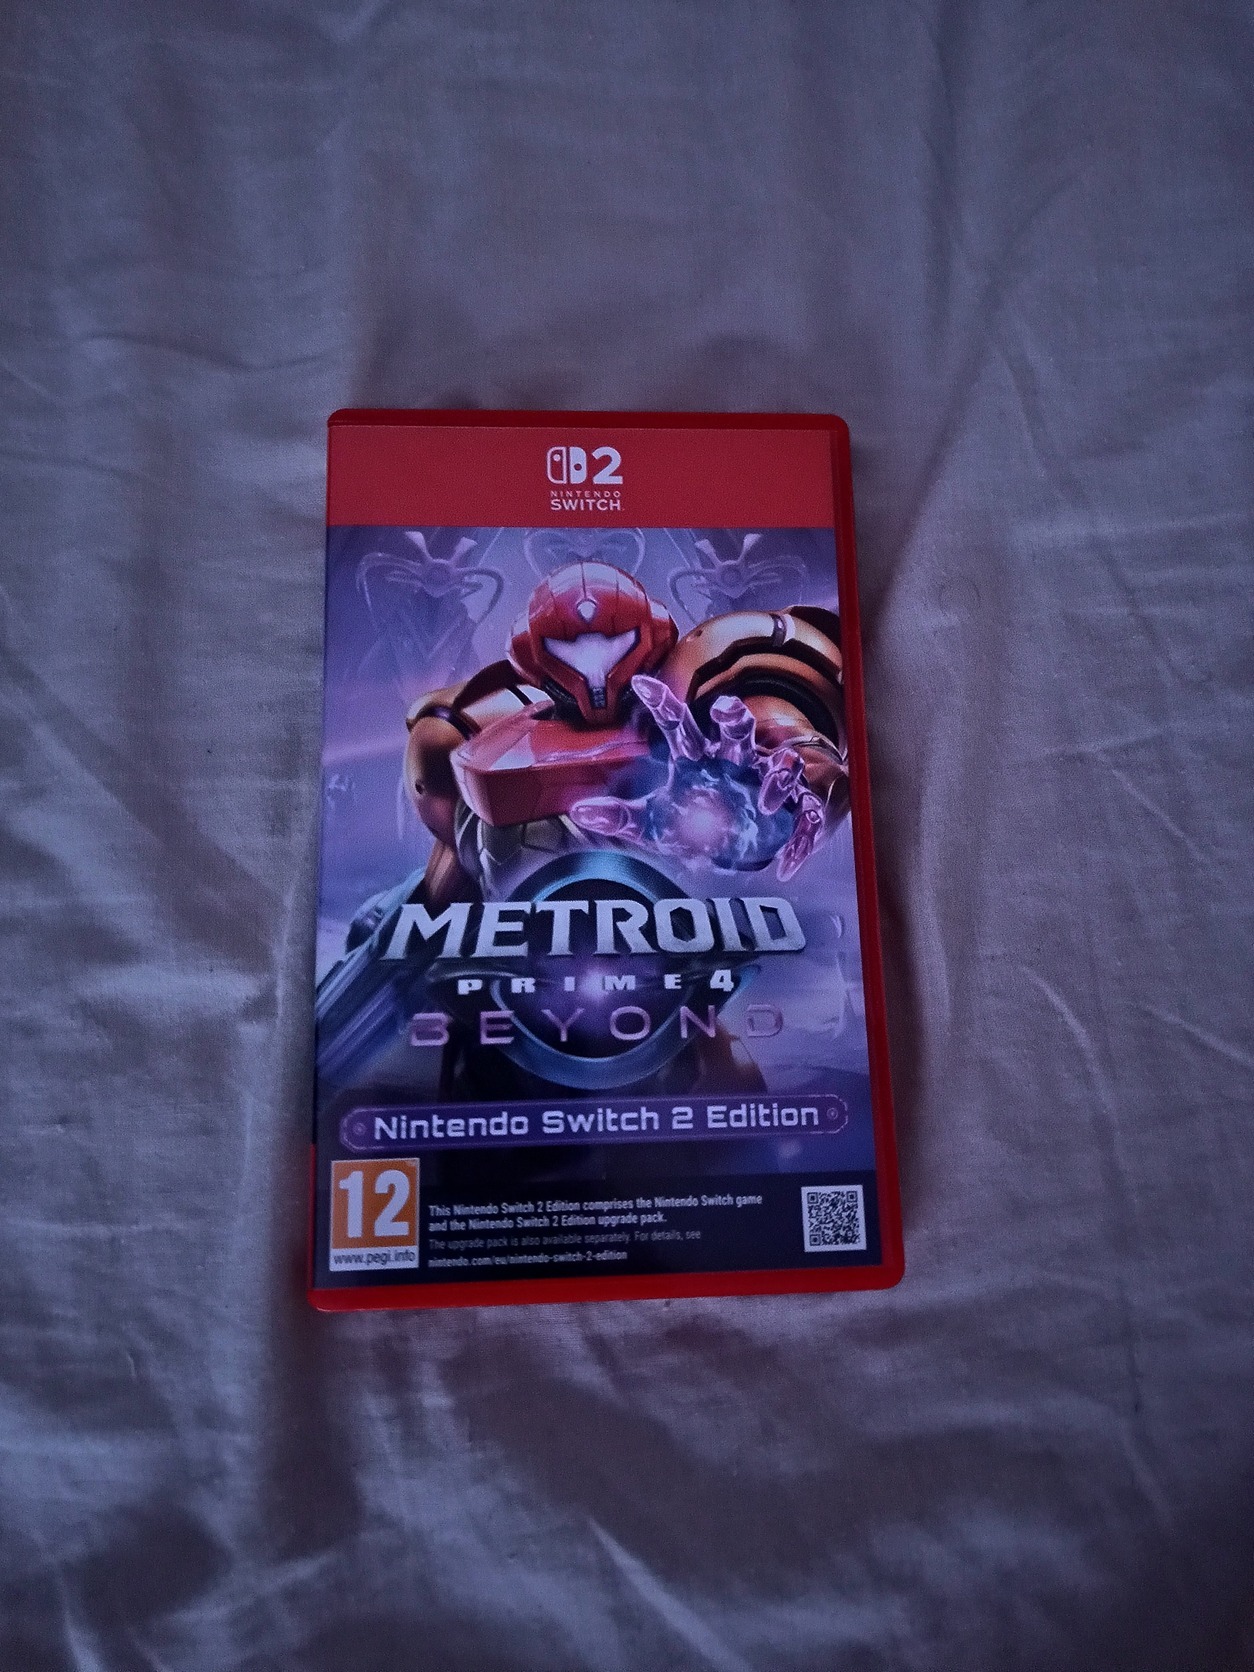 2
NINTENDO
SWITCH
METROID
PRIME 4
BEYOND
Nintendo Switch 2 Edition
12
www.pegi.info
This Nintendo Switch 2 Edition comprises the Nintendo Switch game
and the Nintendo Switch 2 Edition upgrade pack.
The upgrade pack is also available separately. For details, see
nintendo.com/eu/nintendo-switch-2-edition